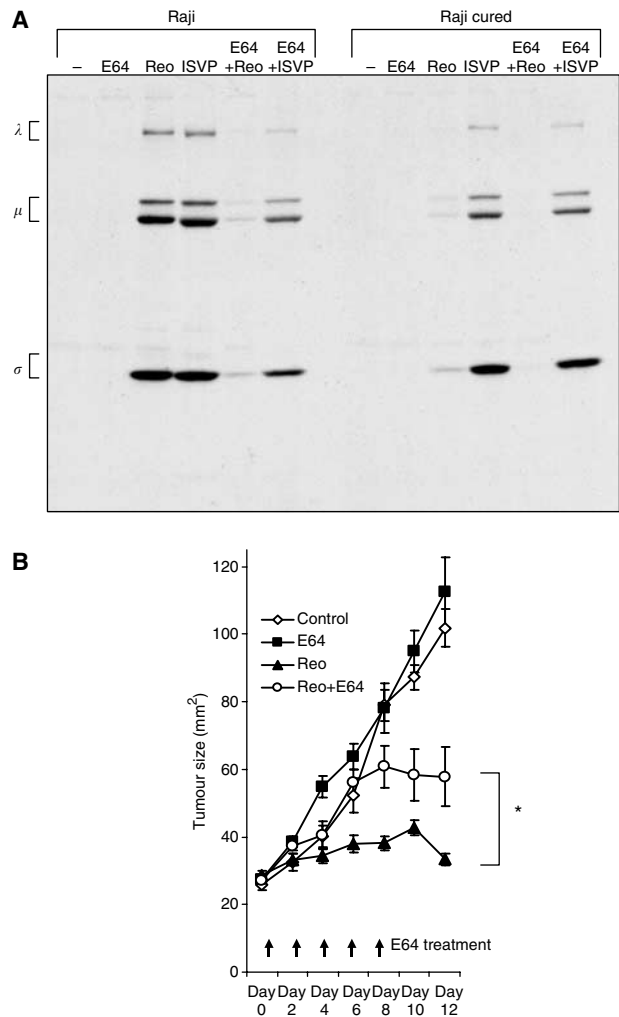 A
Raji Raji cured
– E64 Reo ISVP E64 +Reo E64 +ISVP – E64 Reo ISVP E64 +Reo E64 +ISVP
λ
μ
σ
B
120
100
80
60
40
20
0
Tumour size (mm²)
Control
E64
Reo
Reo+E64
*
E64 treatment
Day Day Day Day Day Day Day
0 2 4 6 8 10 12